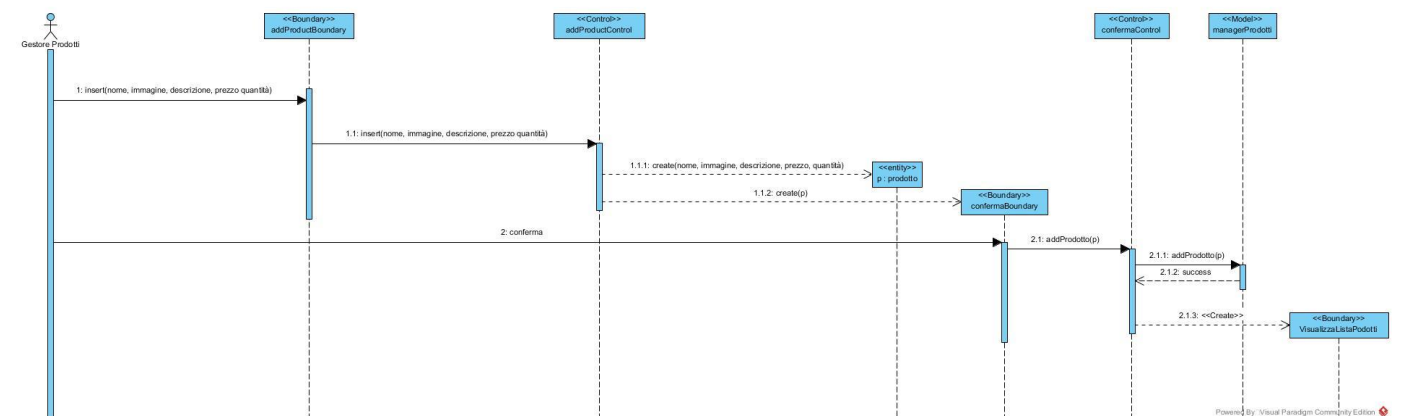 <<Boundary>>
addProductBoundary
<<Control>>
addProductControl
<<Control>>
confermaControl
<<Model>>
managerProdotti
Gestore Prodotti
1: insert(nome, immagine, descrizione, prezzo quantità)
1.1: insert(nome, immagine, descrizione, prezzo quantità)
1.1.1: create(nome, immagine, descrizione, prezzo, quantità)
<<entity>>
p : prodotto
1.1.2: create(p)
<<Boundary>>
confermaBoundary
2: conferma
2.1: addProdotto(p)
2.1.1: addProdotto(p)
2.1.2: success
2.1.3: <<Create>>
<<Boundary>>
VisualizzaListaPodotti
Powered By Visual Paradigm Community Edition